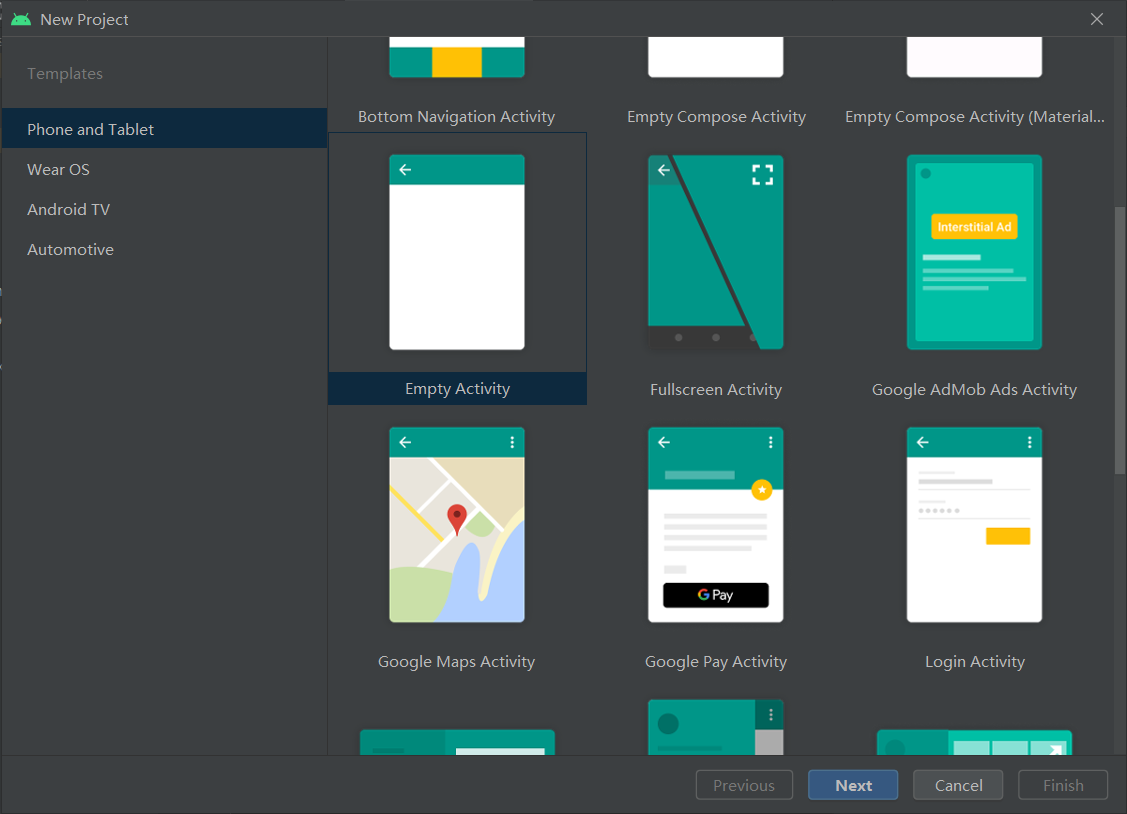 New Project
Templates
Phone and Tablet
Wear OS
Android TV
Automotive
Bottom Navigation Activity
Empty Compose Activity
Empty Compose Activity (Material...
Interstitial Ad
Empty Activity
Fullscreen Activity
Google AdMob Ads Activity
G Pay
Google Maps Activity
Google Pay Activity
Login Activity
Previous
Next
Cancel
Finish